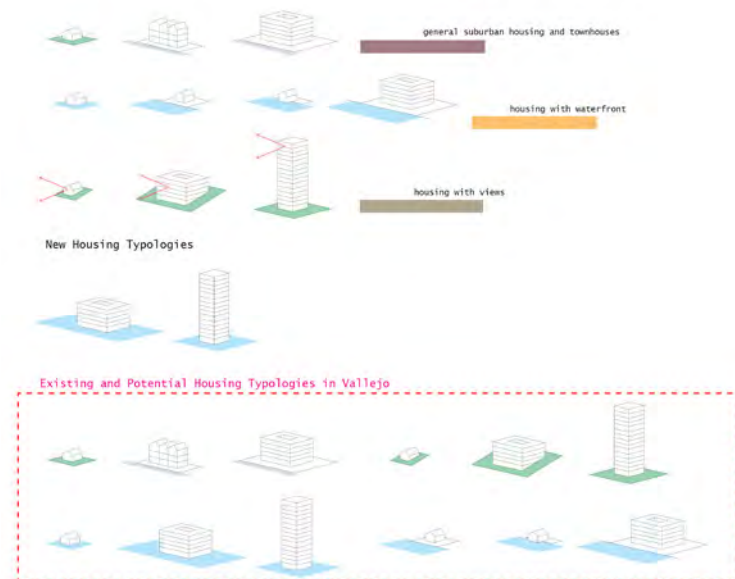 general suburban housing and townhouses
housing with waterfront
housing with views
New Housing Typologies
Existing and Potential Housing Typologies in Vallejo